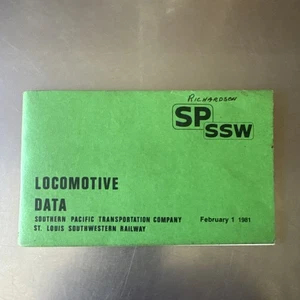 RICHARDSON
SP
SSW
LOCOMOTIVE
DATA
SOUTHERN PACIFIC TRANSPORTATION COMPANY
February 1 1981
ST. LOUIS SOUTHWESTERN RAILWAY